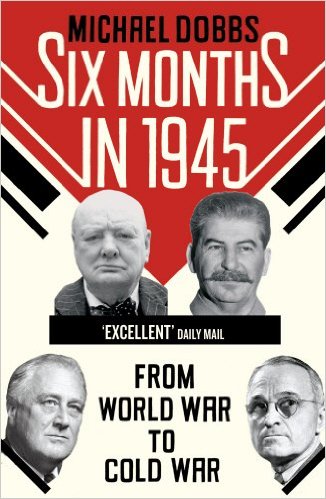 MICHAEL DOBBS
SIX MONTHS
IN 1945
'EXCELLENT' DAILY MAIL
FROM
WORLD WAR
TO
COLD WAR